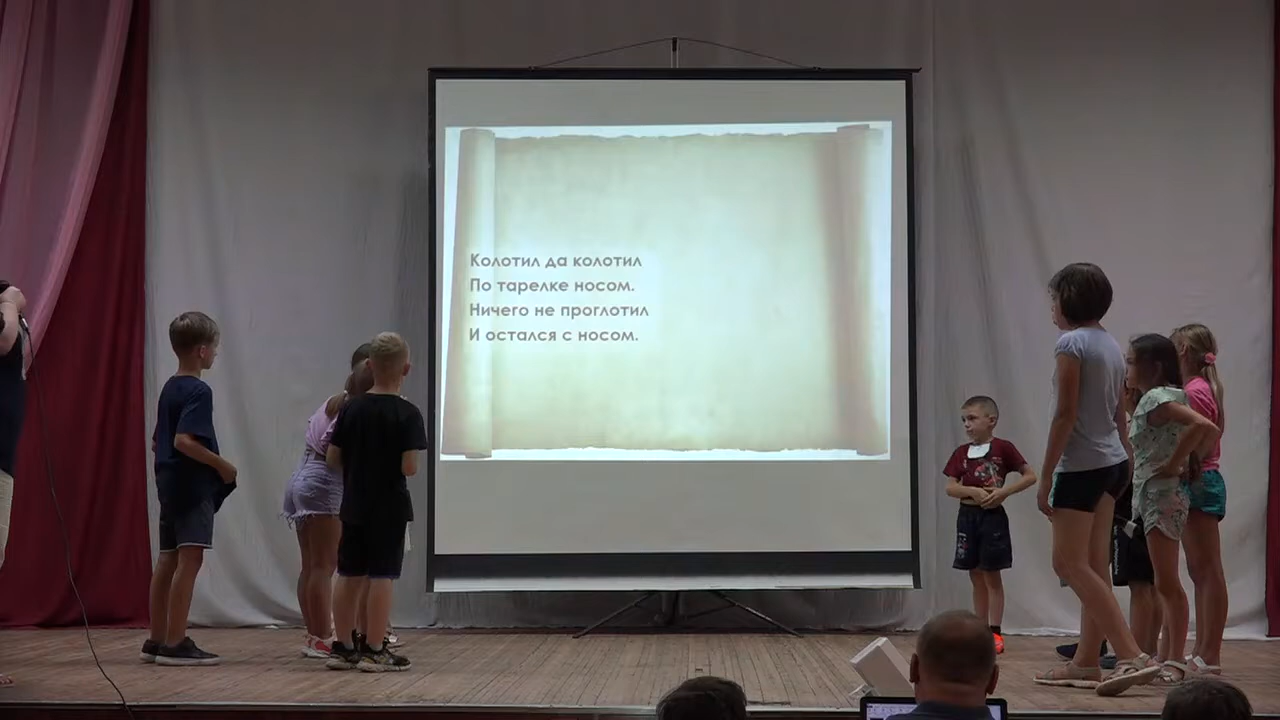 Колотил да колотил
По тарелке носом.
Ничего не проглотил
И остался с носом.